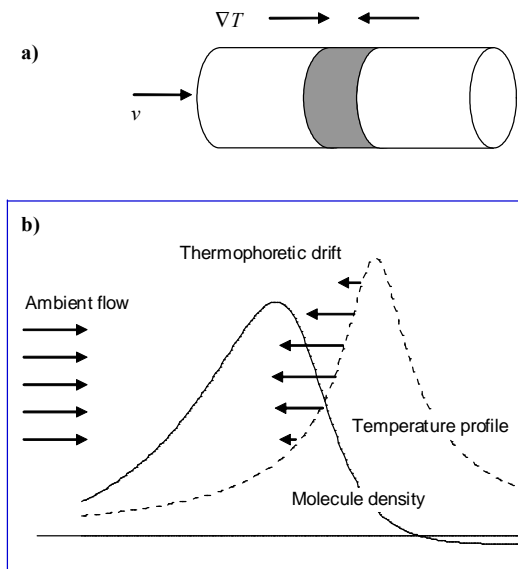 ∇T
a)
v
b)
Thermophoretic drift
Ambient flow
Temperature profile
Molecule density